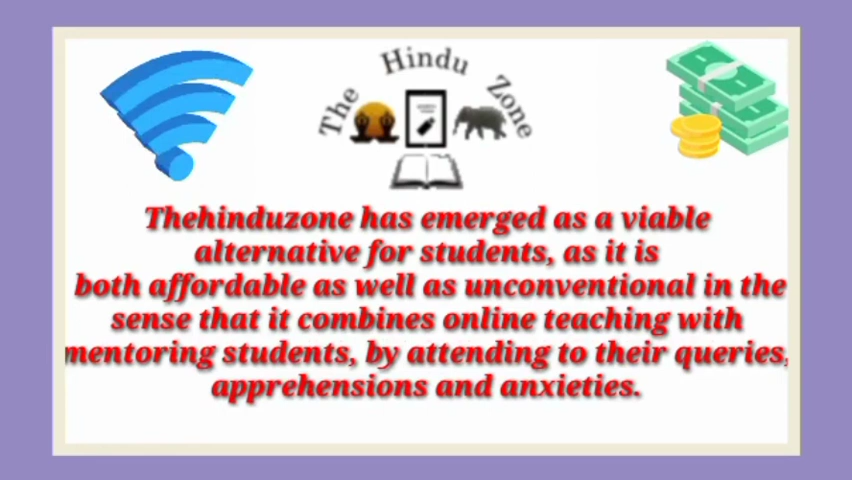 The Hindu Zone
Thehinduzone has emerged as a viable
alternative for students, as it is
both affordable as well as unconventional in the
sense that it combines online teaching with
mentoring students, by attending to their queries,
apprehensions and anxieties.